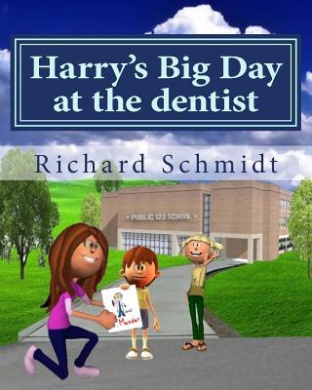 Harry's Big Day
at the dentist
Richard Schmidt
PUBLIC 123 SCHOOL